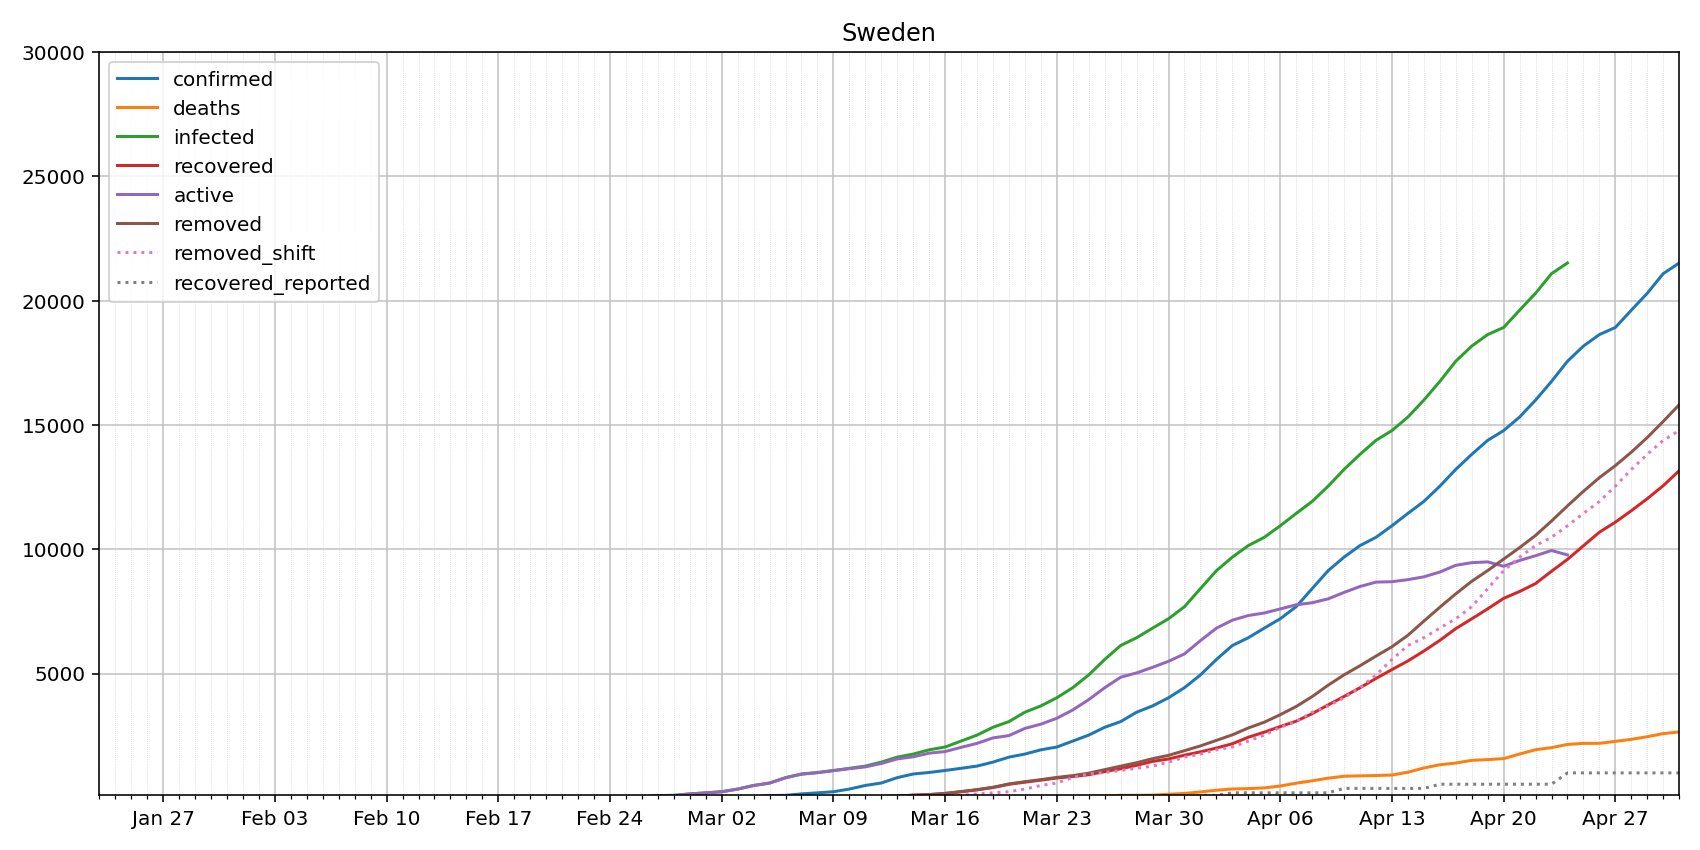 Sweden
30000
25000
20000
15000
10000
5000
confirmed
deaths
infected
recovered
active
removed
removed_shift
recovered_reported
Jan 27 Feb 03 Feb 10 Feb 17 Feb 24 Mar 02 Mar 09 Mar 16 Mar 23 Mar 30 Apr 06 Apr 13 Apr 20 Apr 27